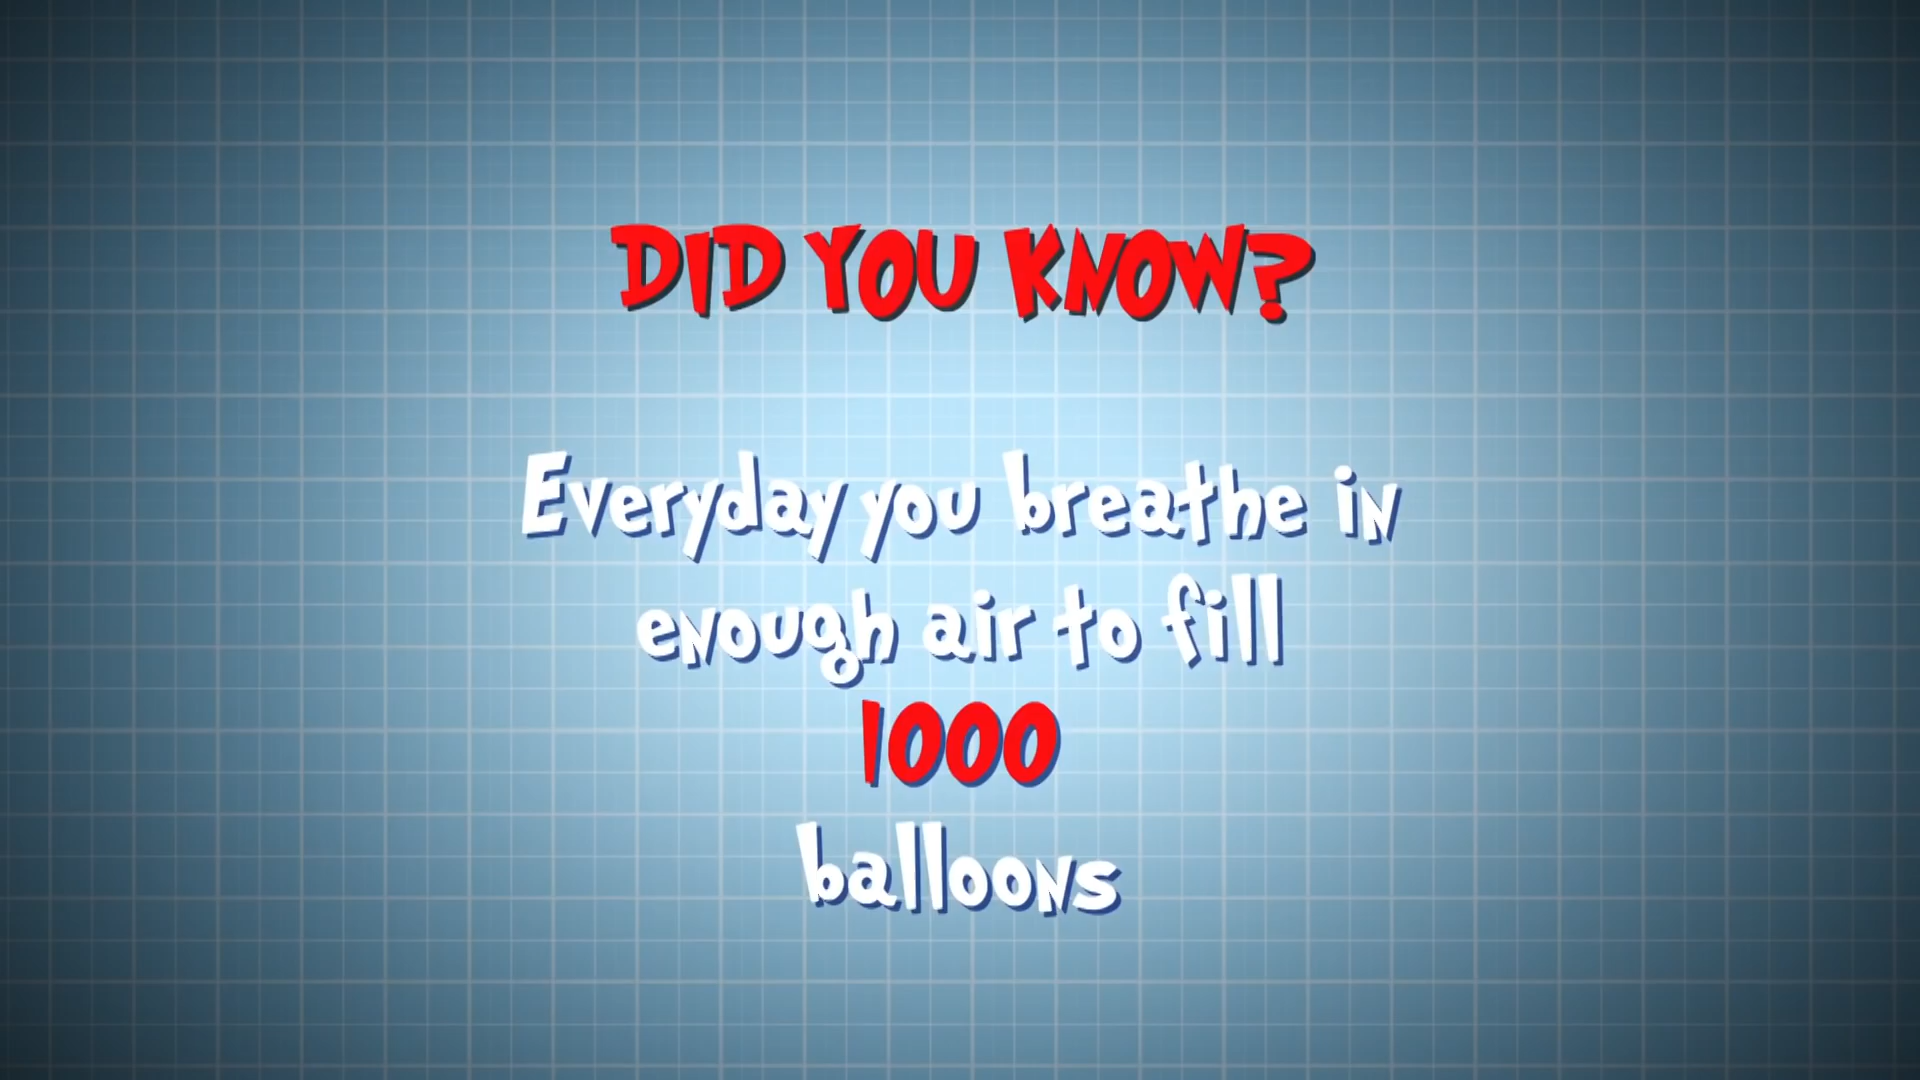 DID YOU KNOW?
Everyday you breathe in
enough air to fill
1000
balloons